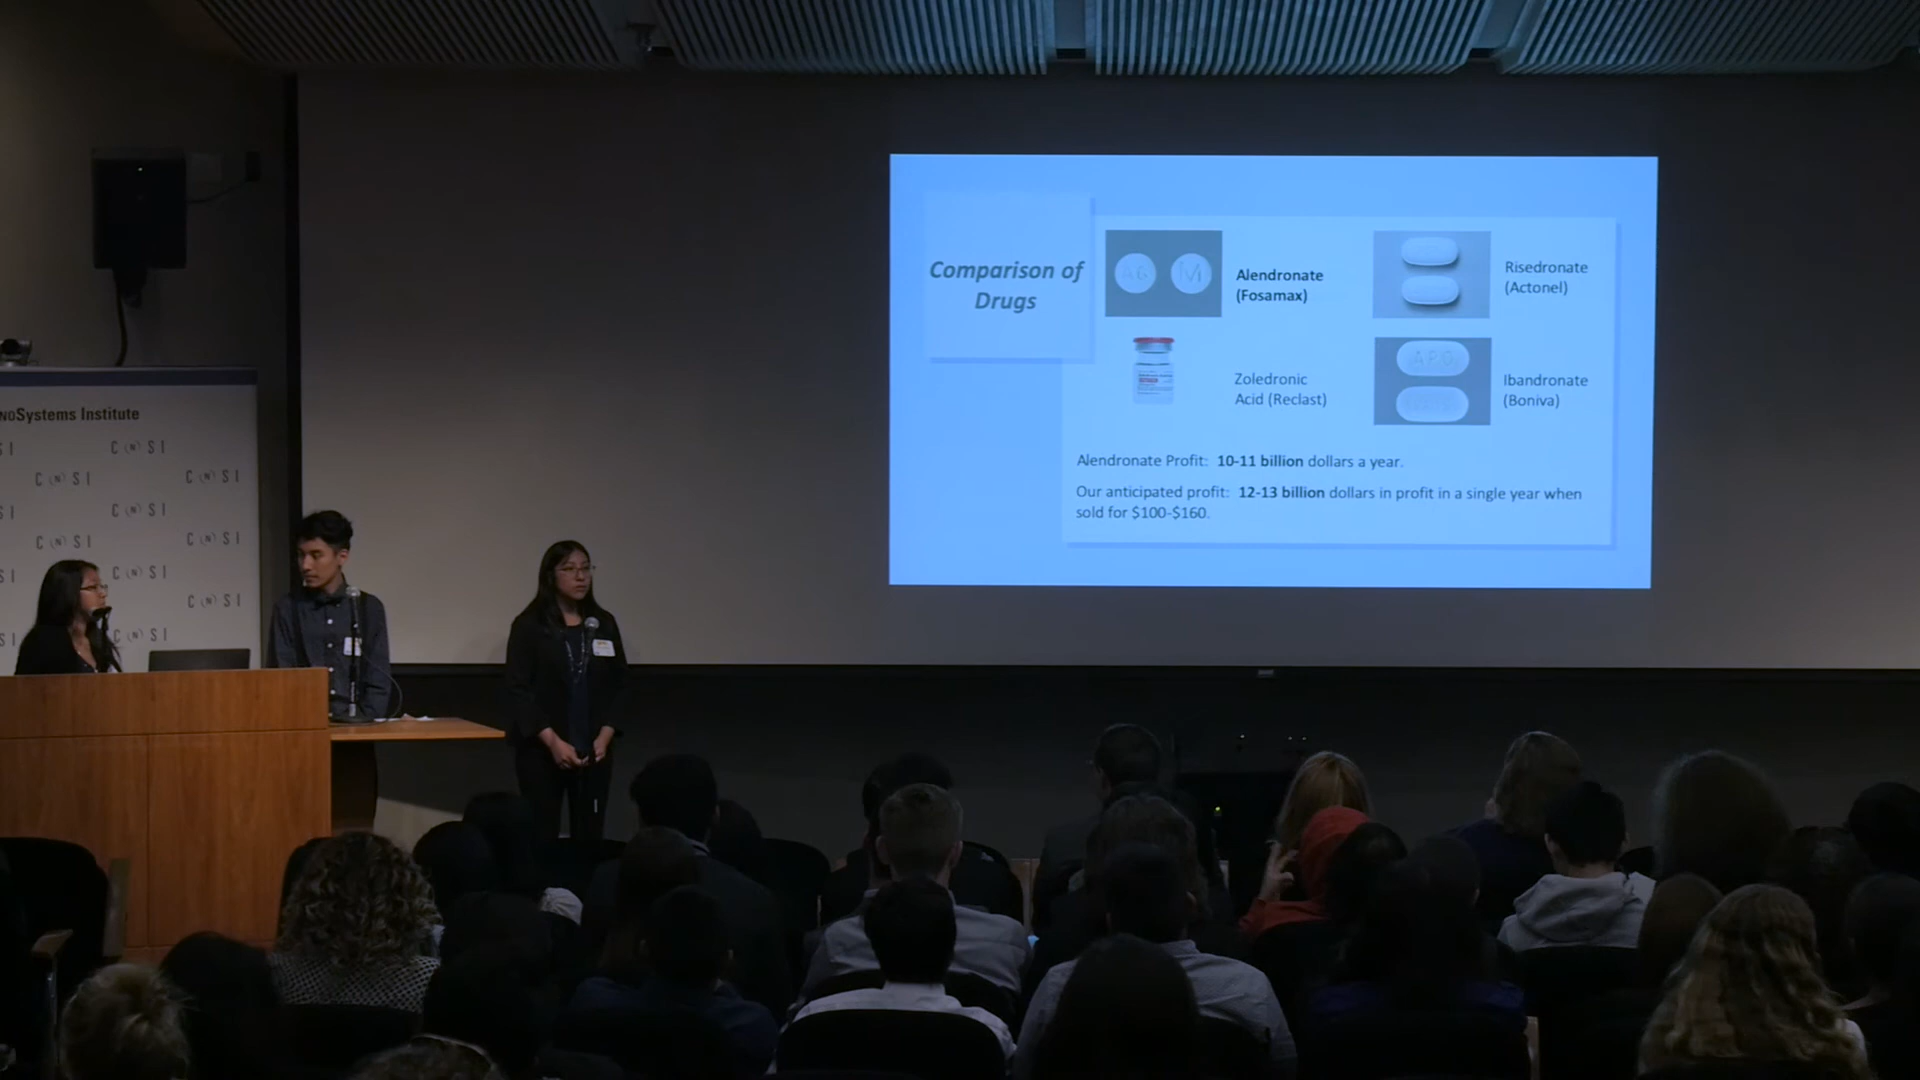 Comparison of
Drugs
AG M
Alendronate
(Fosamax)
Risedronate
(Actonel)
Zoledronic
Acid (Reclast)
APO
Ibandronate
(Boniva)
Alendronate Profit: 10-11 billion dollars a year.
Our anticipated profit: 12-13 billion dollars in profit in a single year when
sold for $100-$160.
NOSystems Institute
S I C (N) S I
C (N) S I C (N) S I
S I C (N) S I
C (N) S I C (N) S I
S I C (N) S I
C (N) S I
S I C (N) S I